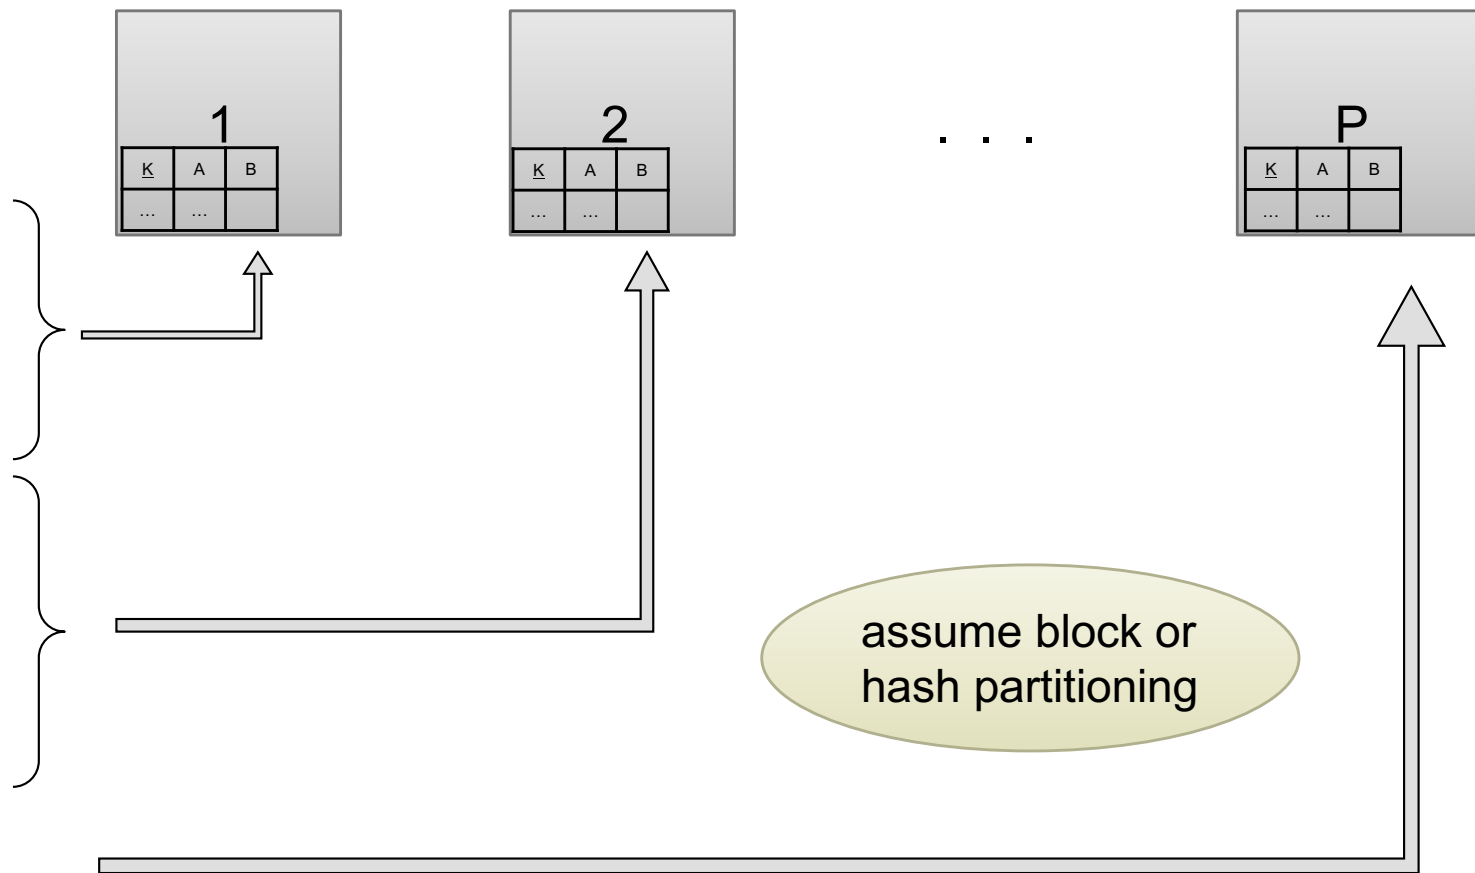 1
2
. . .
P
K A B
… …
K A B
… …
K A B
… …
assume block or
hash partitioning